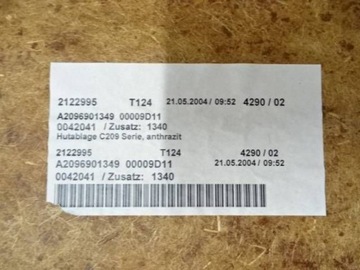 2122995 T124 21.05.2004 / 09:52 4290 / 02
A2096901349 00009D11
0042041 / Zusatz: 1340
Hutablage C209 Serie, anthrazit
2122995 T124 4290 / 02
A2096901349 00009D11 21.05.2004 / 09:52
0042041 / Zusatz: 1340